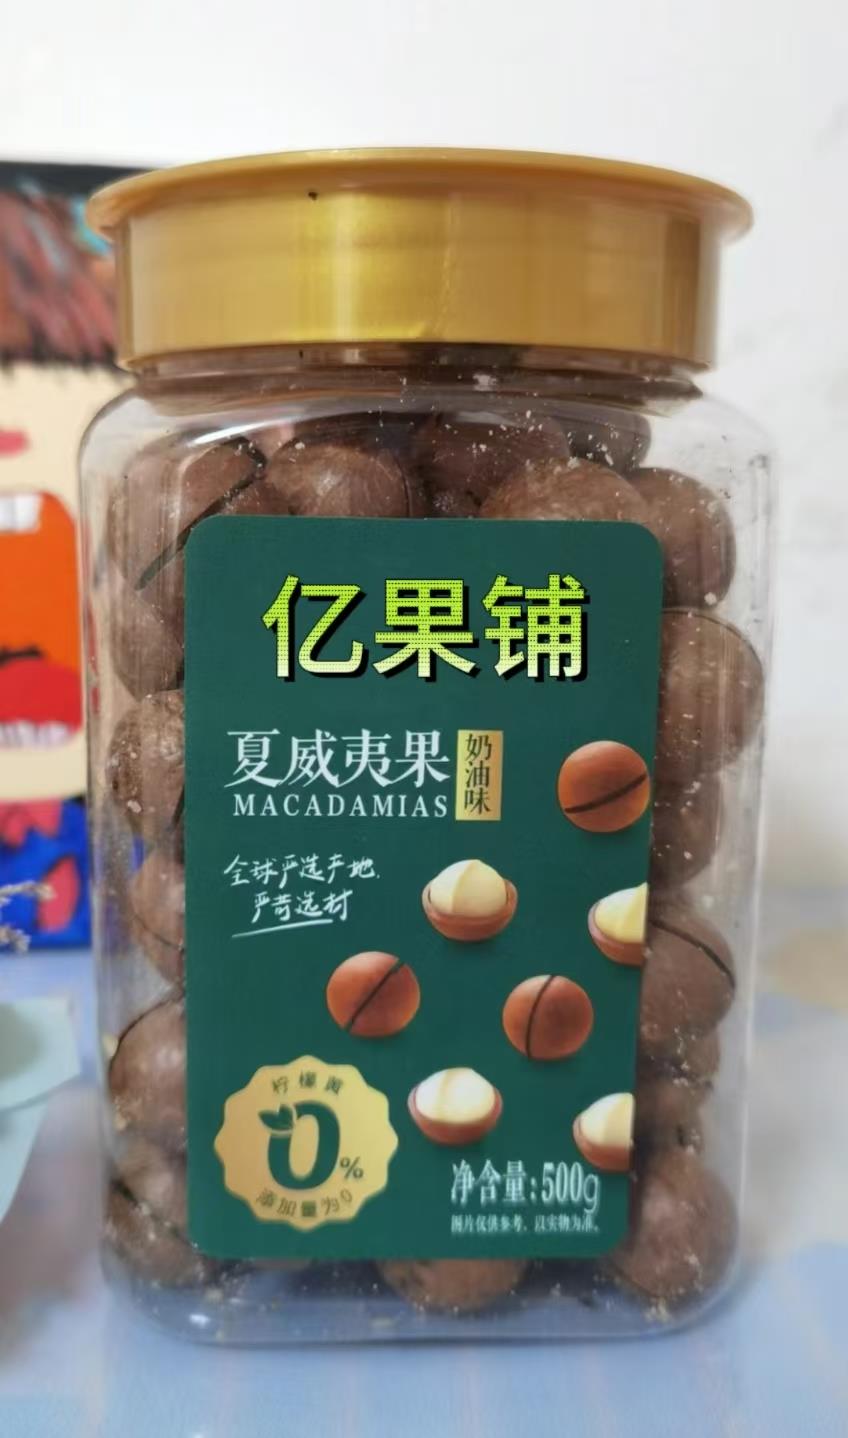 亿果铺
夏威夷果
奶油味
MACADAMIAS
全球严选产地.
严苛选材
柠檬黄
0%
添加量为0
净含量:500g
图片仅供参考，以实物为准。